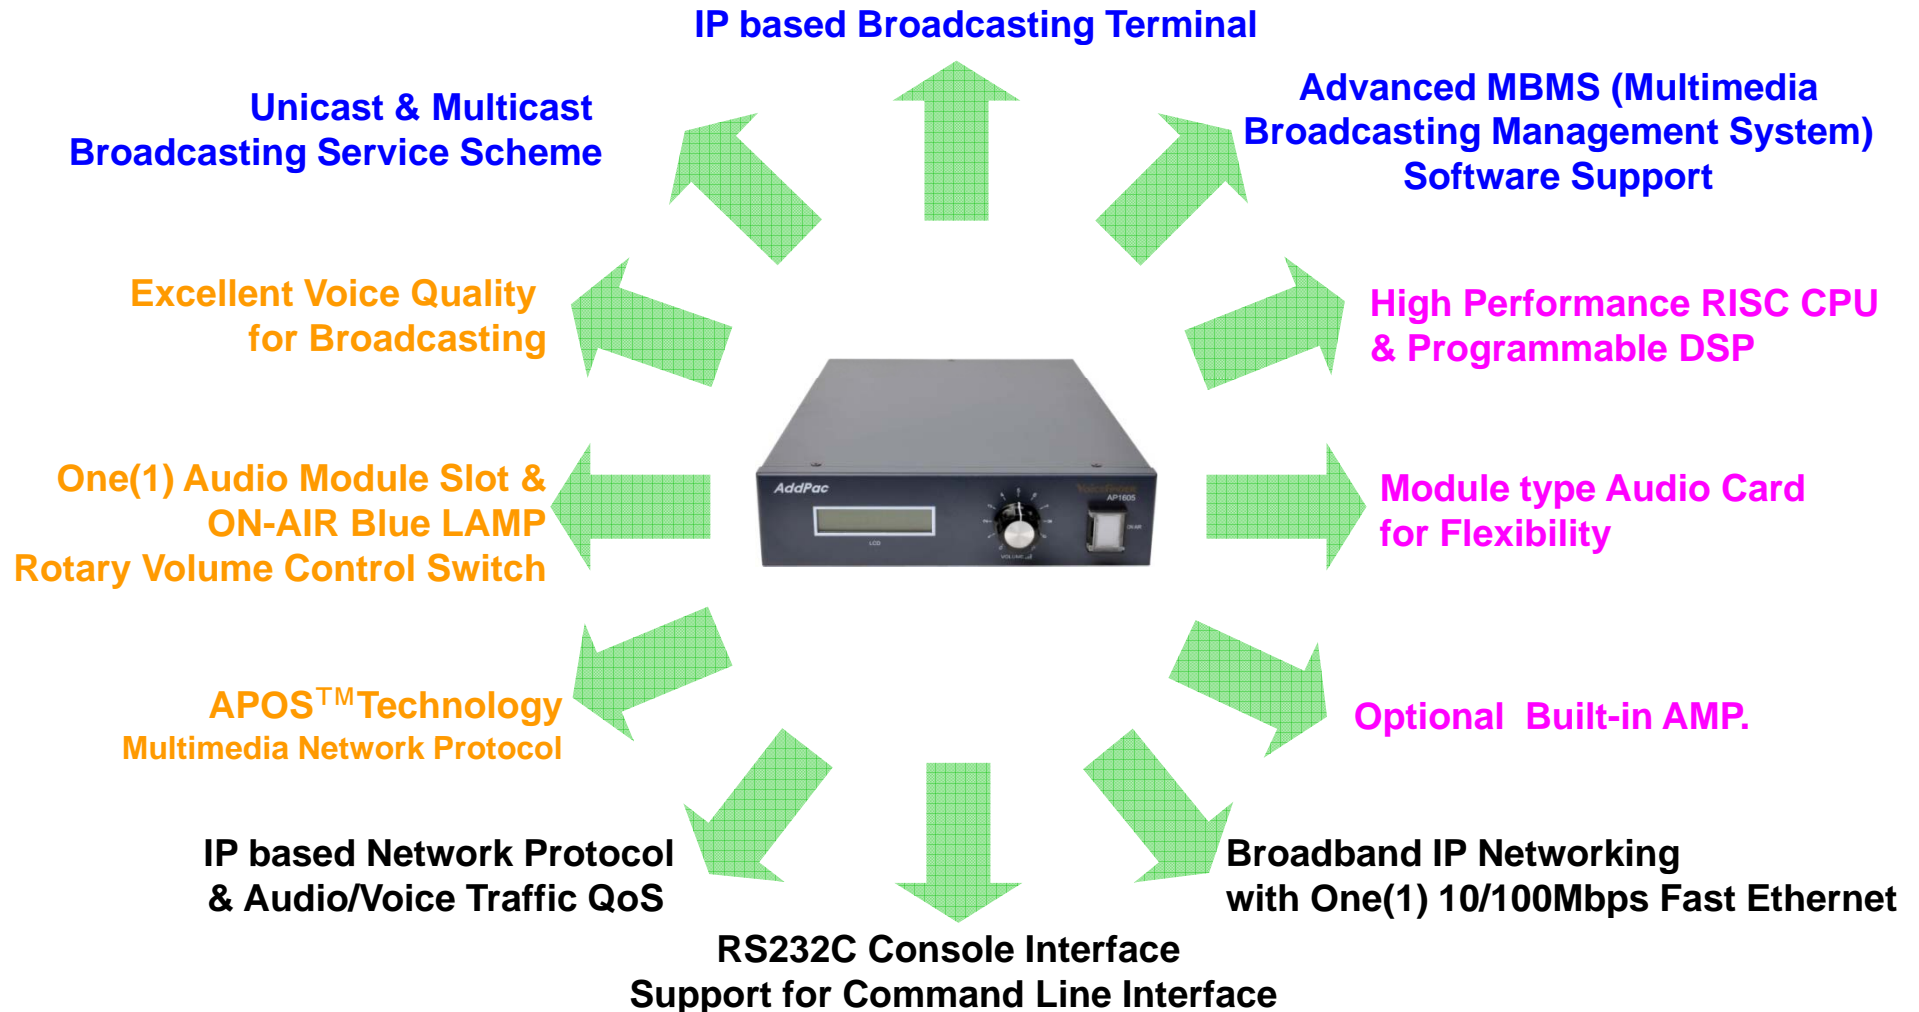 IP based Broadcasting Terminal
Unicast & Multicast
Broadcasting Service Scheme
Advanced MBMS (Multimedia
Broadcasting Management System)
Software Support
Excellent Voice Quality
for Broadcasting
High Performance RISC CPU
& Programmable DSP
One(1) Audio Module Slot &
ON-AIR Blue LAMP
Rotary Volume Control Switch
AddPac
AP1605
LCD
VOLUME
ON AIR
Module type Audio Card
for Flexibility
APOS™Technology
Multimedia Network Protocol
Optional Built-in AMP.
IP based Network Protocol
& Audio/Voice Traffic QoS
Broadband IP Networking
with One(1) 10/100Mbps Fast Ethernet
RS232C Console Interface
Support for Command Line Interface